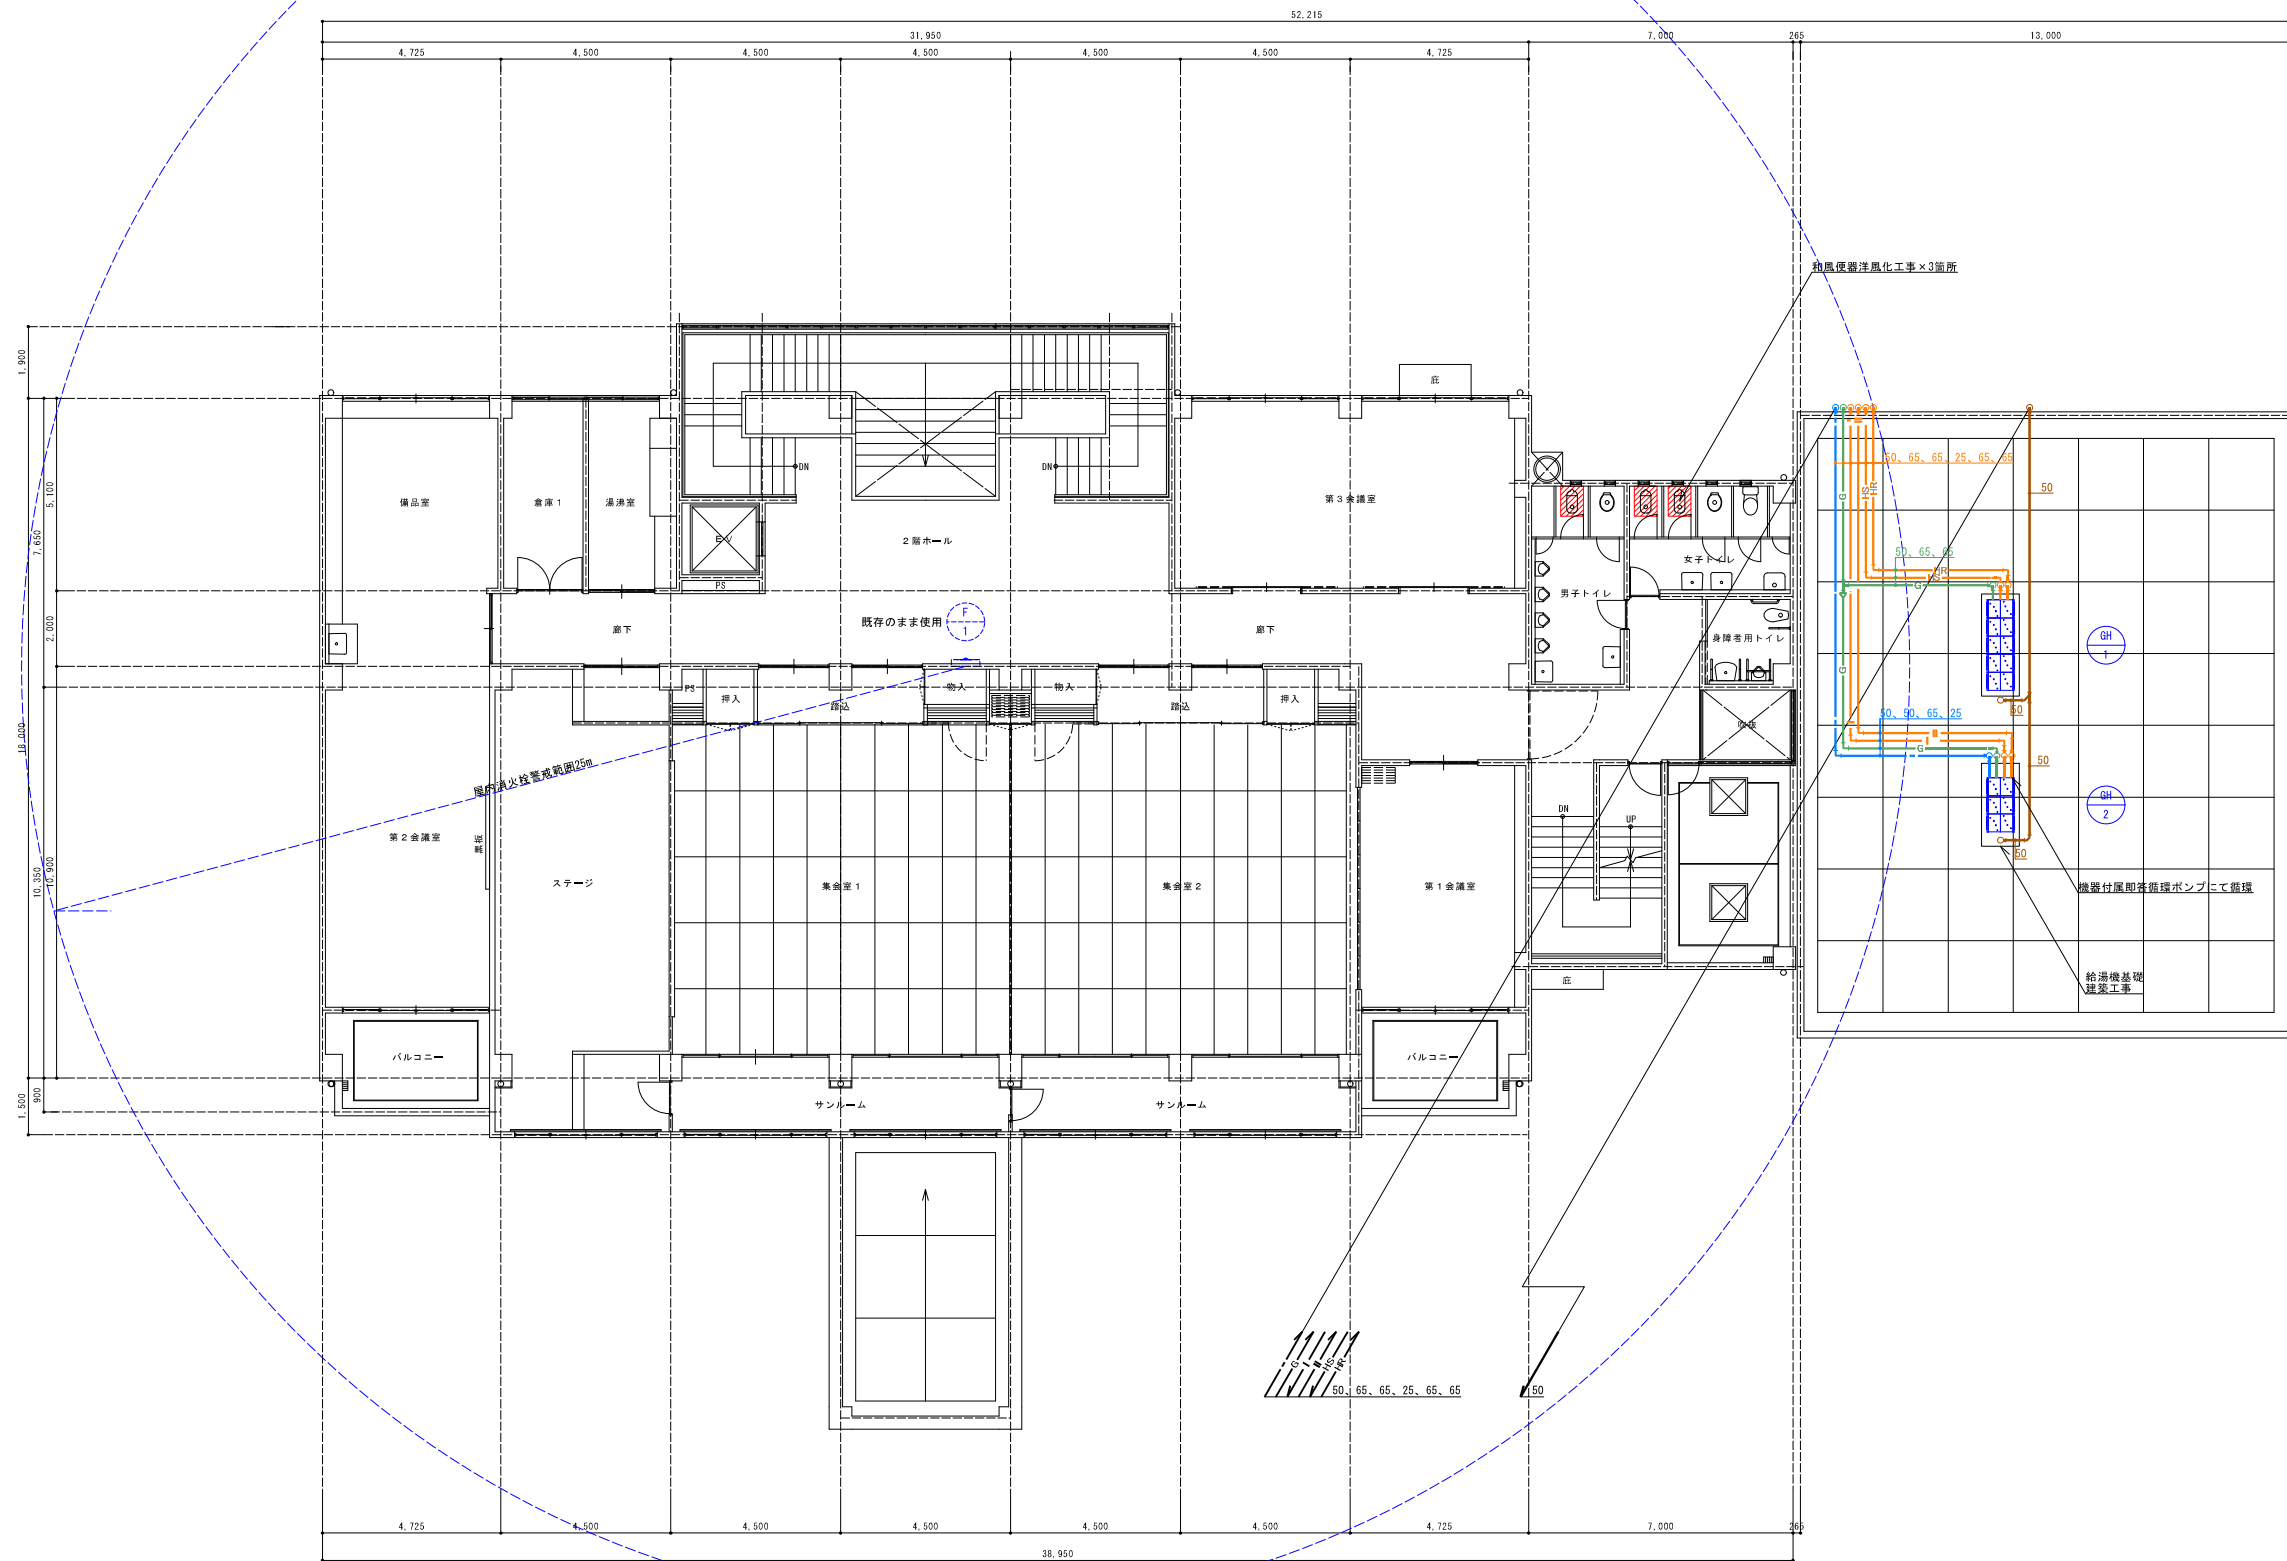 52,215
31,950
7,000
265
13,000
4,725
4,500
4,500
4,500
4,500
4,500
4,725
和風便器洋風化工事×3箇所
1,900
5,100
7,650
2,000
18,000
10,350
10,900
1,500
900
庇
DN
DN
備品室
倉庫1
湯沸室
EV
PS
2階ホール
第3会議室
50、65、65、25、65、65
G
HS
HR
50
女子トイレ
男子トイレ
身障者用トイレ
50、65、65
HR
HS
G
廊下
既存のまま使用
F
1
廊下
GH
1
PS
押入
踏込
物入
物入
踏込
押入
吹抜
G
50
50、50、65、25
G
50
屋内消火栓警戒範囲25m
第2会議室
黒板
ステージ
集会室1
集会室2
第1会議室
DN
UP
GH
2
50
機器付属即答循環ポンプにて循環
給湯機基礎
建築工事
庇
バルコニー
バルコニー
サンルーム
サンルーム
G
HS
HR
50、65、65、25、65、65
50
4,725
4,500
4,500
4,500
4,500
4,500
4,725
7,000
265
38,950